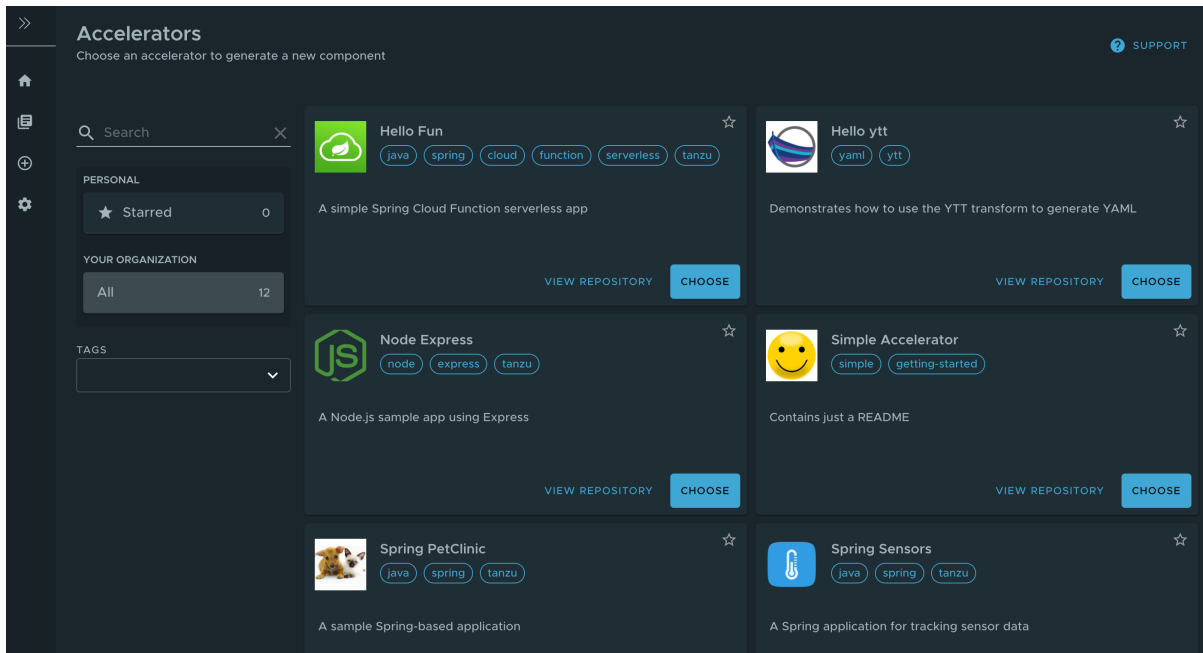 Accelerators
Choose an accelerator to generate a new component
SUPPORT
Search
PERSONAL
Starred 0
YOUR ORGANIZATION
All 12
TAGS
Hello Fun
java spring cloud function serverless tanzu
A simple Spring Cloud Function serverless app
VIEW REPOSITORY CHOOSE
Hello ytt
yaml ytt
Demonstrates how to use the YTT transform to generate YAML
VIEW REPOSITORY CHOOSE
Node Express
node express tanzu
A Node.js sample app using Express
VIEW REPOSITORY CHOOSE
JS
Simple Accelerator
simple getting-started
Contains just a README
VIEW REPOSITORY CHOOSE
Spring PetClinic
java spring tanzu
A sample Spring-based application
Spring Sensors
java spring tanzu
A Spring application for tracking sensor data